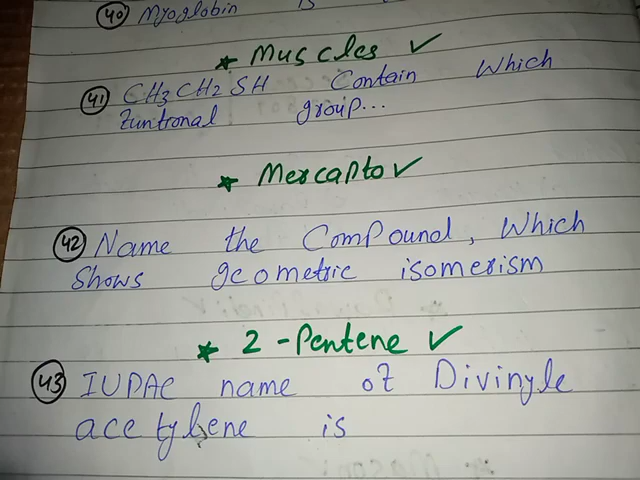 40 Myoglobin is
* Muscles ✓
41 CH3CH2SH Contain Which
Funtronal group...
* Mercapto ✓
42 Name the Compound, Which
Shows geometric isomerism
* 2-Pentene ✓
43 IUPAC name of Divinyle
acetylene is